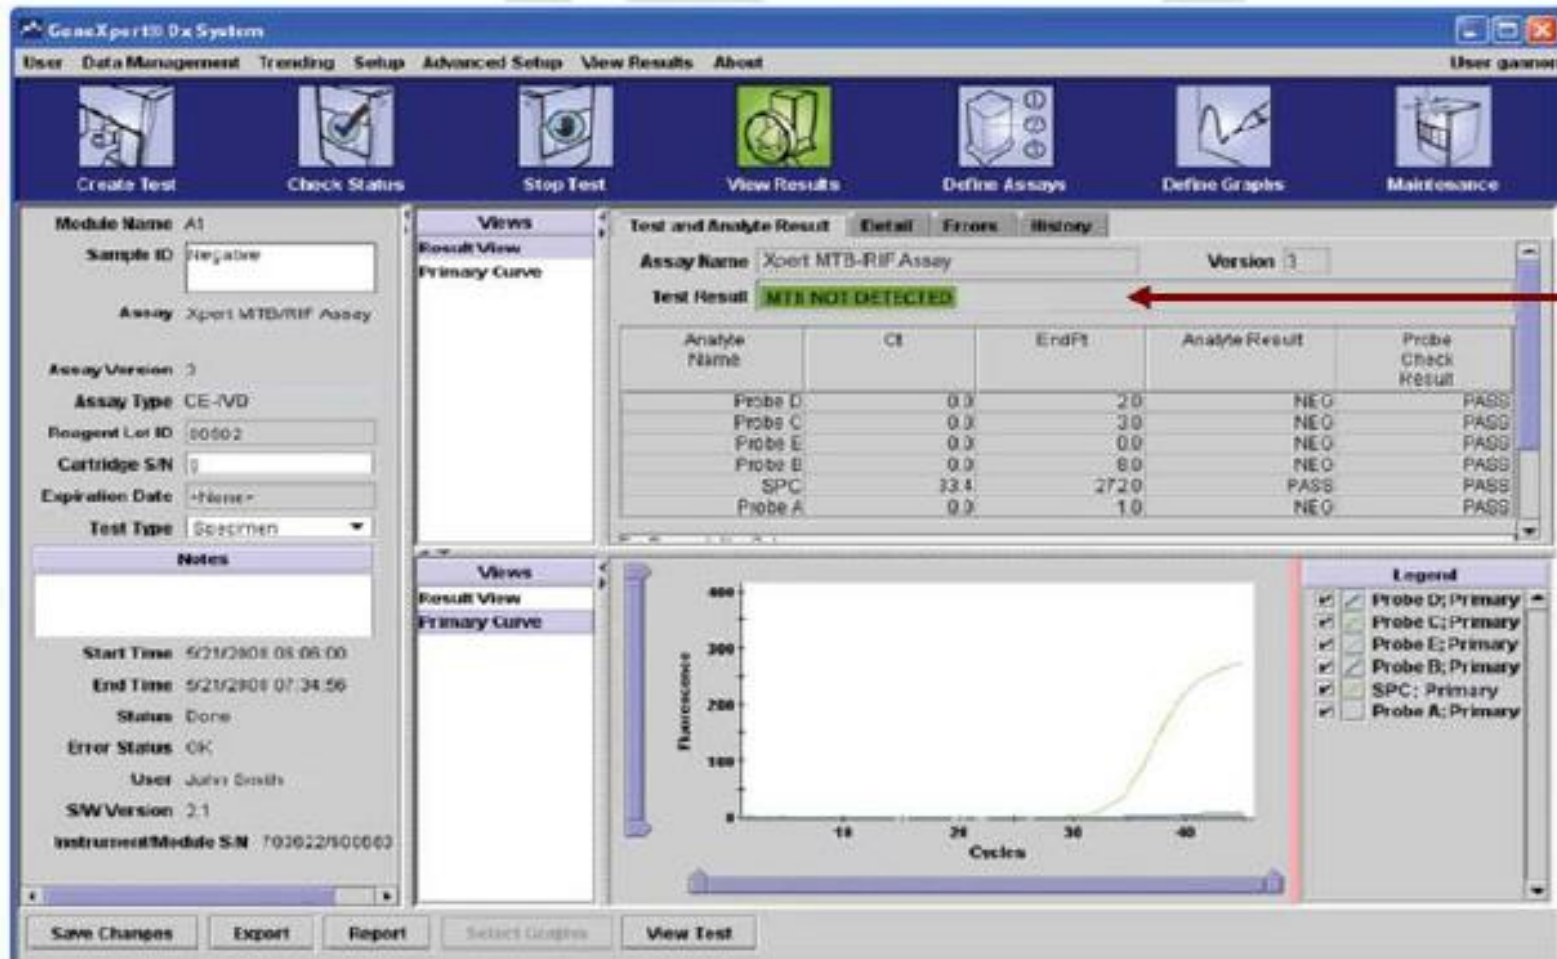 GeneXpert® Dx System
User Data Management Trending Setup Advanced Setup View Results About User gannon
Create Test Check Status Stop Test View Results Define Assays Define Graphs Maintenance
Module Name A1
Sample ID Negative
Assay Xpert MTB/RIF Assay
Assay Version 3
Assay Type CE-IVD
Reagent Lot ID 00602
Cartridge S/N 0
Expiration Date <None>
Test Type Specimen
Notes
Start Time
End Time
Status Done
Error Status OK
User John Smith
S/W Version 2.1
Instrument/Module S/N
Views
Result View
Primary Curve
Test and Analyte Result Detail Errors History
Assay Name Xpert MTB-RIF Assay Version 3
Test Result MTB NOT DETECTED
Analyte Name Ct EndPt Analyte Result Probe Check Result
Probe D 0.0 2.0 NEG PASS
Probe C 0.0 3.0 NEG PASS
Probe E 0.0 0.0 NEG PASS
Probe B 0.0 8.0 NEG PASS
SPC 33.4 272.0 PASS PASS
Probe A 0.0 1.0 NEG PASS
Views
Result View
Primary Curve
Fluorescence
400
300
200
100
0
10 20 30 40
Cycles
Legend
Probe D; Primary
Probe C; Primary
Probe E; Primary
Probe B; Primary
SPC; Primary
Probe A; Primary
Save Changes Export Report Select Graphs View Test